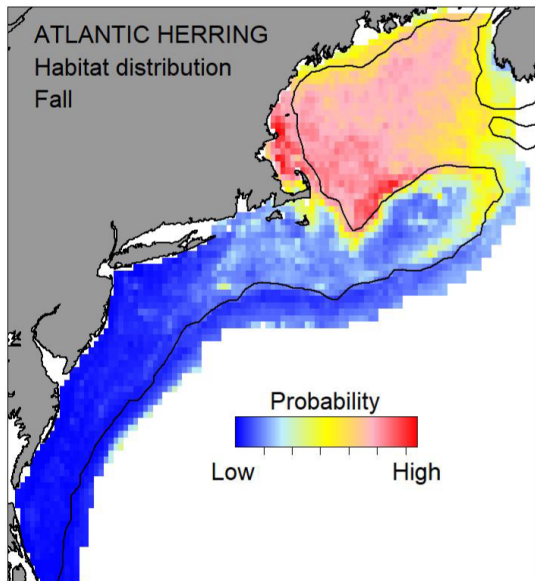 ATLANTIC HERRING
Habitat distribution
Fall
Probability
Low High